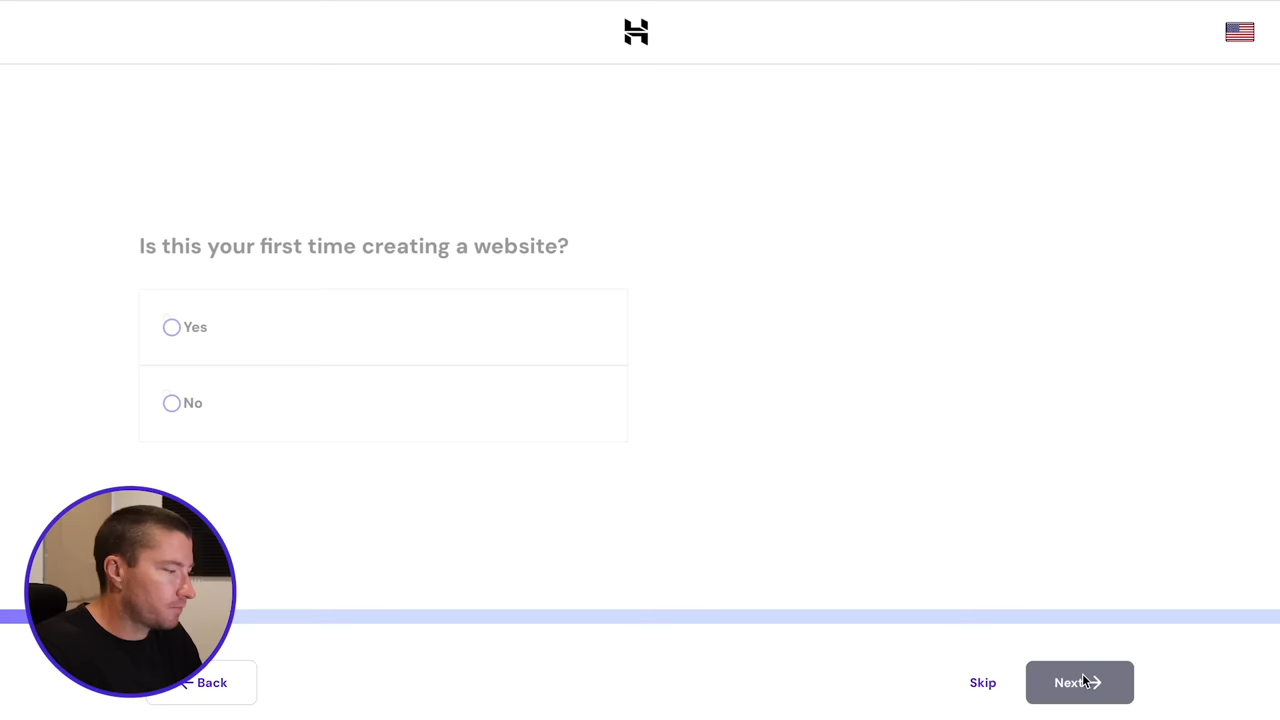 Is this your first time creating a website?
Yes
No
Back
Skip
Next